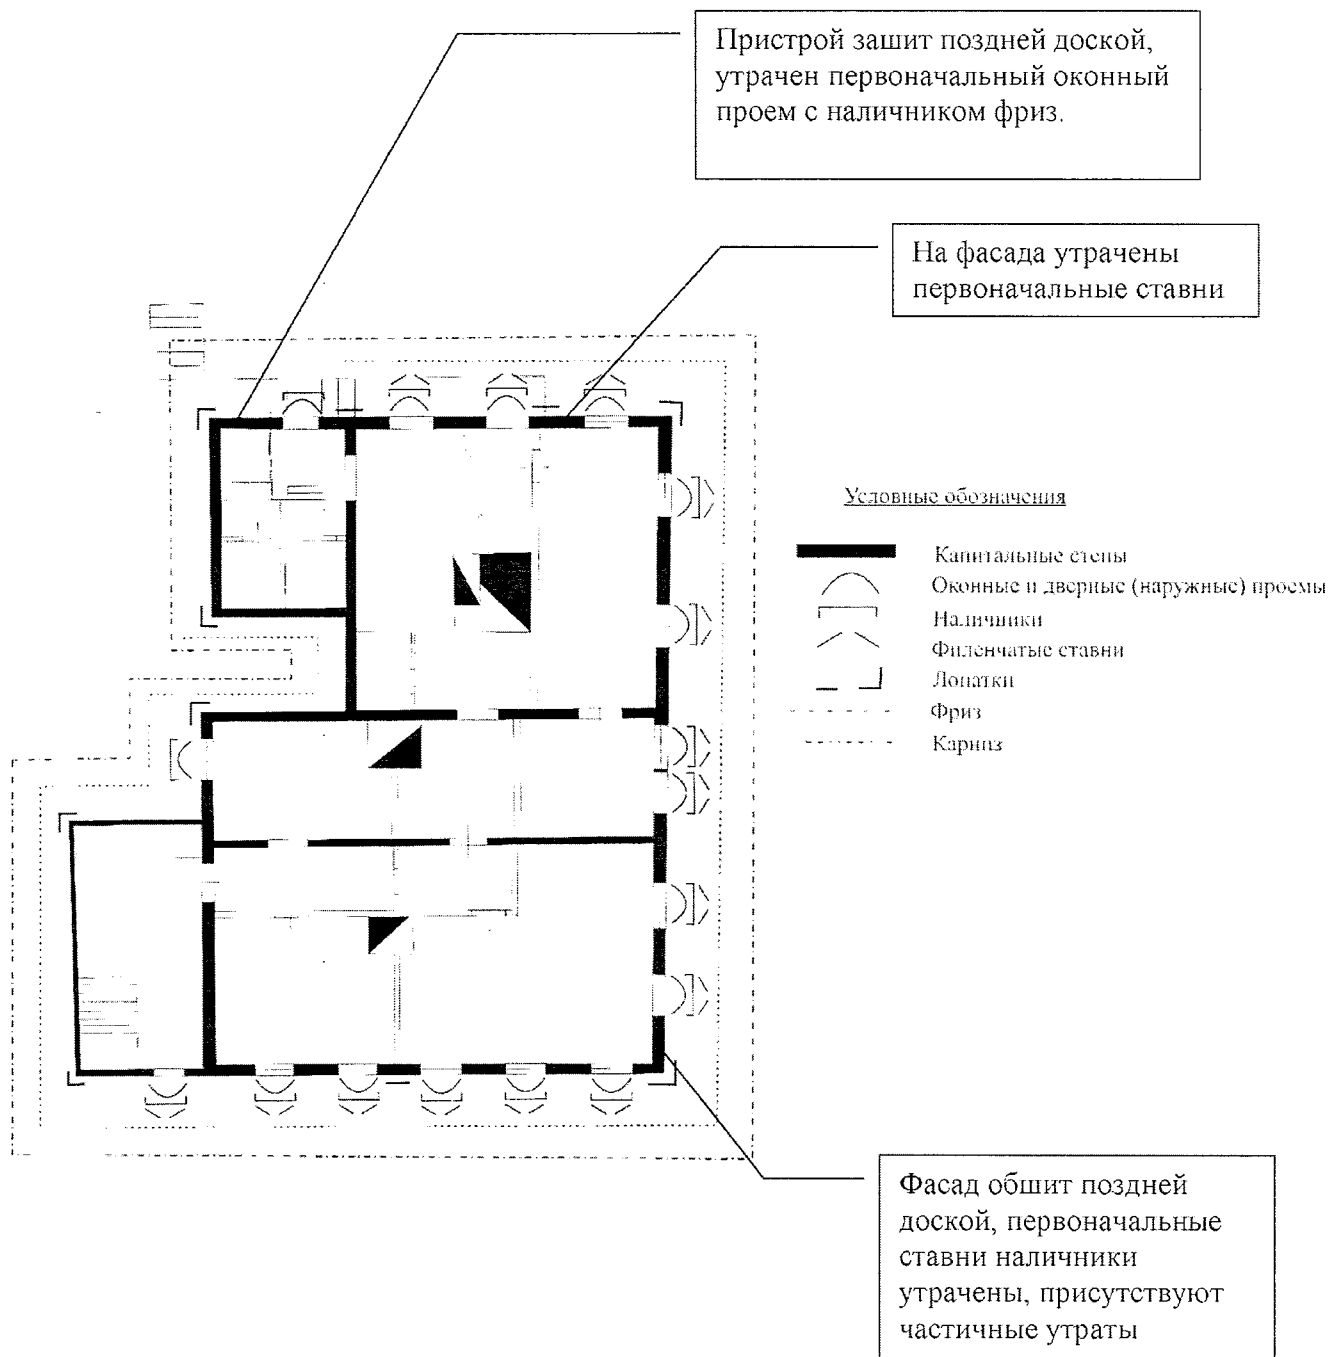 Пристрой зашит поздней доской,
утрачен первоначальный оконный
проем с наличником фриз.
На фасада утрачены
первоначальные ставни
Условные обозначения
Капитальные стены
Оконные и дверные (наружные) проемы
Наличники
Филенчатые ставни
Лопатки
Фриз
Карниз
Фасад обшит поздней
доской, первоначальные
ставни наличники
утрачены, присутствуют
частичные утраты